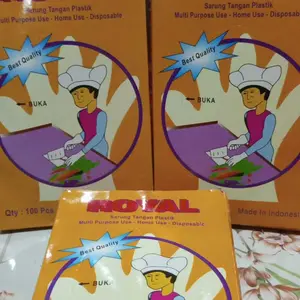 Sarung Tangan Plastik
Multi Purpose Use - Home Use - Disposable
Best Quality
BUKA
Qty : 100 Pcs
Sarung Tangan Plastik
Multi Purpose Use - Home Use - Disposable
Best Quality
BUKA
Made in Indonesia
ROYAL
Sarung Tangan Plastik
Multi Purpose Use - Home Use - Disposable
Best Quality
BUKA